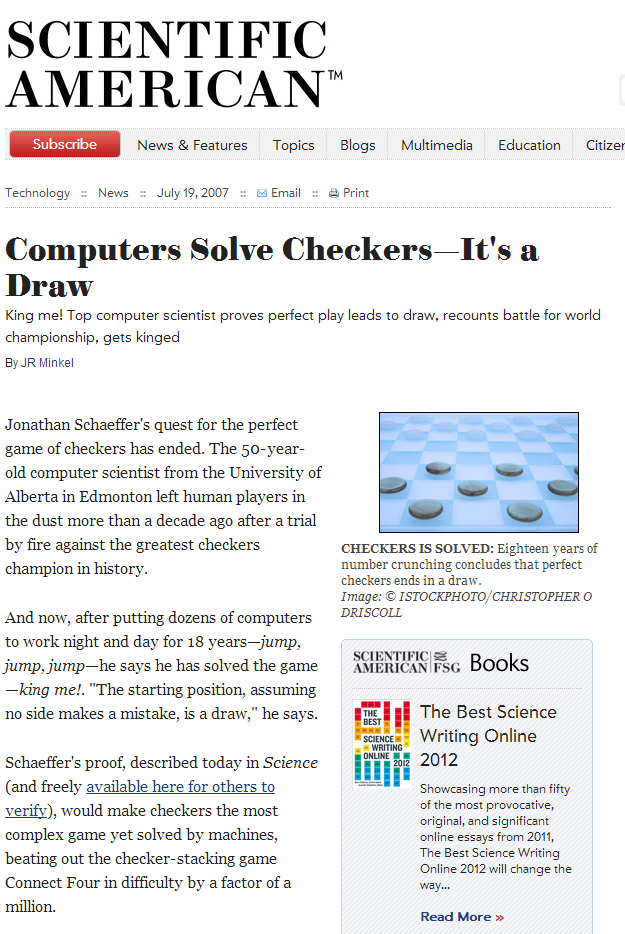 SCIENTIFIC
AMERICAN™
Subscribe News & Features Topics Blogs Multimedia Education Citizen
Technology :: News :: July 19, 2007 :: Email :: Print
Computers Solve Checkers—It's a
Draw
King me! Top computer scientist proves perfect play leads to draw, recounts battle for world
championship, gets kinged
By JR Minkel
Jonathan Schaeffer's quest for the perfect
game of checkers has ended. The 50-year-
old computer scientist from the University of
Alberta in Edmonton left human players in
the dust more than a decade ago after a trial
by fire against the greatest checkers
champion in history.
And now, after putting dozens of computers
to work night and day for 18 years—jump,
jump, jump—he says he has solved the game
—king me!. "The starting position, assuming
no side makes a mistake, is a draw," he says.
Schaeffer's proof, described today in Science
(and freely available here for others to
verify), would make checkers the most
complex game yet solved by machines,
beating out the checker-stacking game
Connect Four in difficulty by a factor of a
million.
CHECKERS IS SOLVED: Eighteen years of
number crunching concludes that perfect
checkers ends in a draw.
Image: © ISTOCKPHOTO/CHRISTOPHER O
DRISCOLL
SCIENTIFIC
AMERICAN FSG Books
THE
BEST
SCIENCE
WRITING
ONLINE
2012
The Best Science
Writing Online
2012
Showcasing more than fifty
of the most provocative,
original, and significant
online essays from 2011,
The Best Science Writing
Online 2012 will change the
way...
Read More »